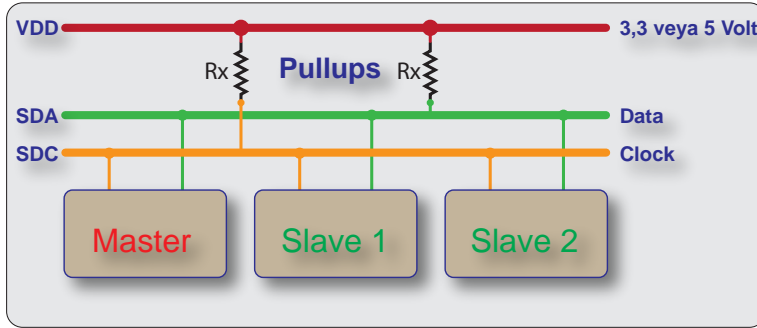 VDD 3,3 veya 5 Volt
Rx Pullups Rx
SDA Data
SDC Clock
Master Slave 1 Slave 2